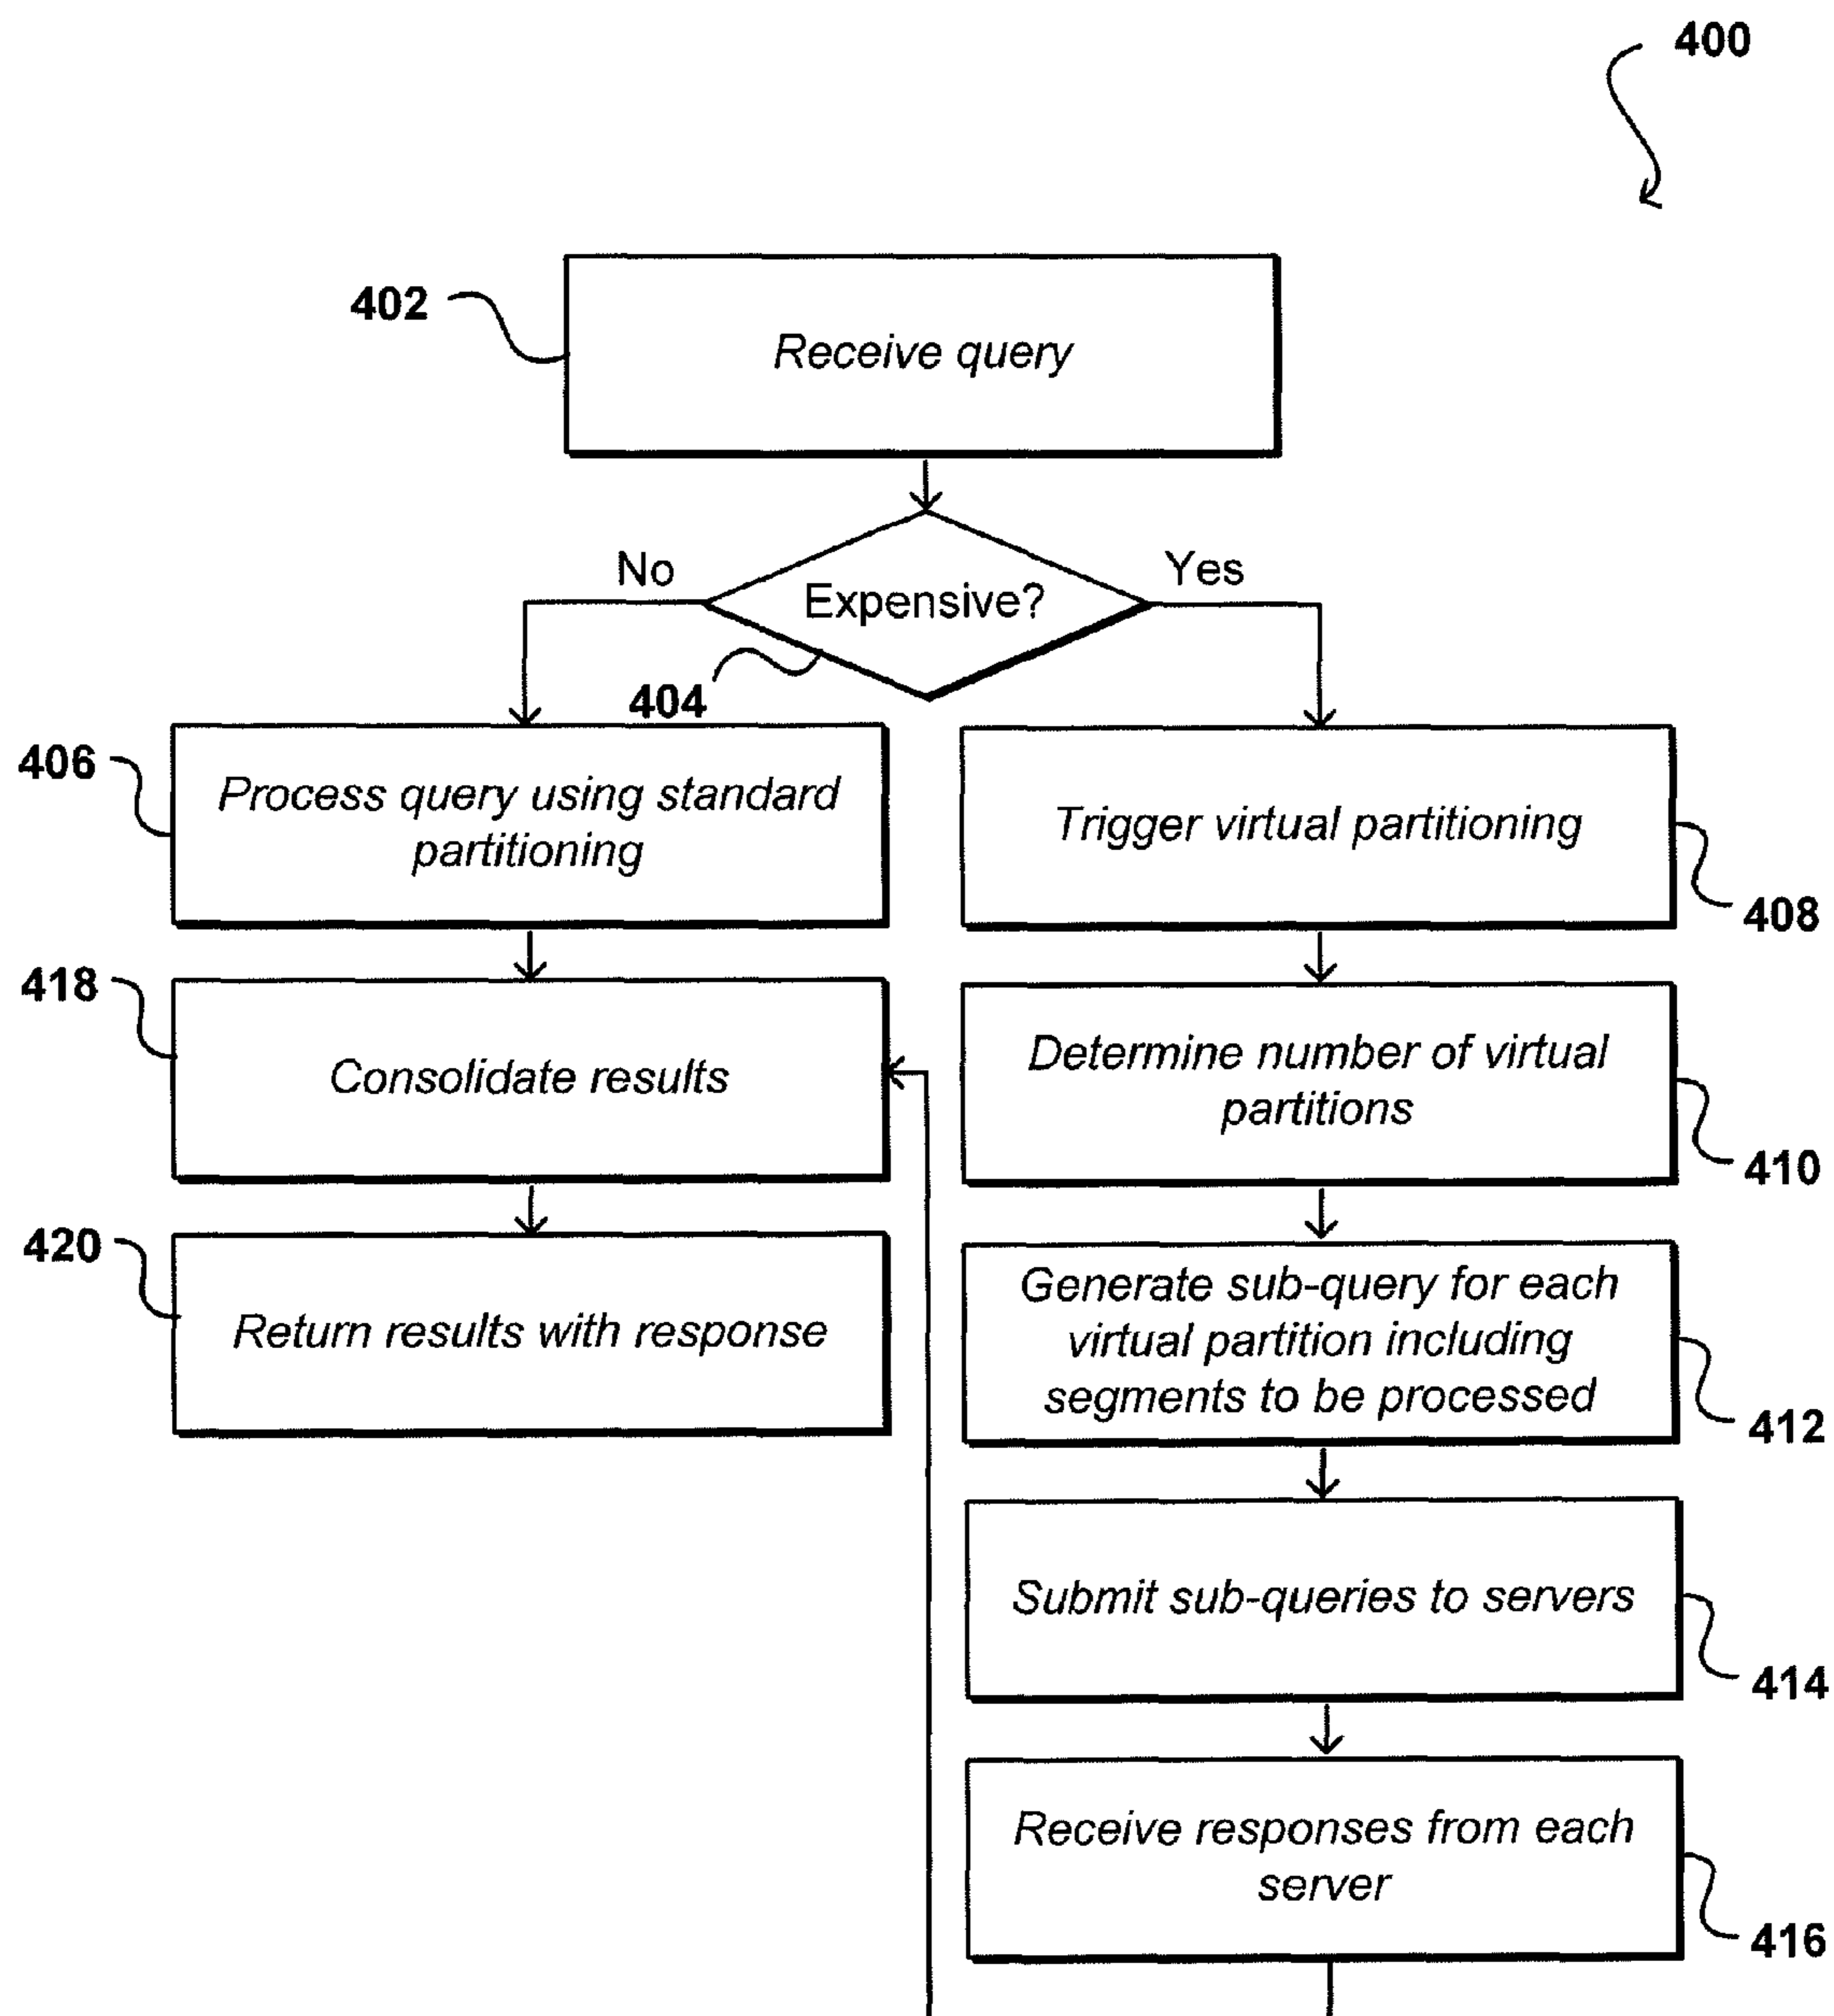 400
402
Receive query
No
Yes
Expensive?
404
406
Process query using standard
partitioning
Trigger virtual partitioning
408
418
Consolidate results
Determine number of virtual
partitions
410
420
Return results with response
Generate sub-query for each
virtual partition including
segments to be processed
412
Submit sub-queries to servers
414
Receive responses from each
server
416